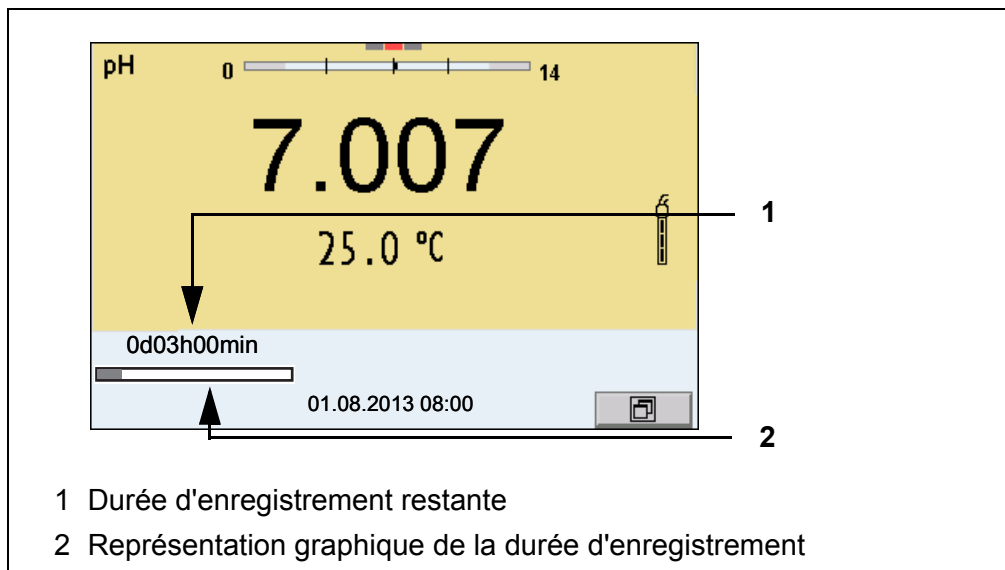 pH
0 14
7.007
1
25.0 °C
0d03h00min
01.08.2013 08:00
2
1 Durée d'enregistrement restante
2 Représentation graphique de la durée d'enregistrement